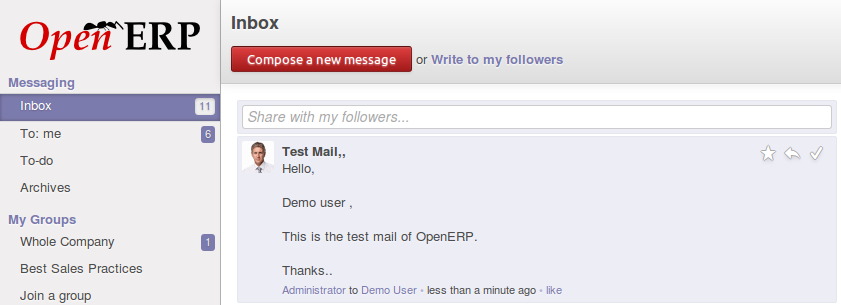 Open ERP
Messaging
Inbox 11
To: me 6
To-do
Archives
My Groups
Whole Company 1
Best Sales Practices
Join a group
Inbox
Compose a new message or Write to my followers
Share with my followers...
Test Mail,,
Hello,
Demo user ,
This is the test mail of OpenERP.
Thanks..
Administrator to Demo User • less than a minute ago • like